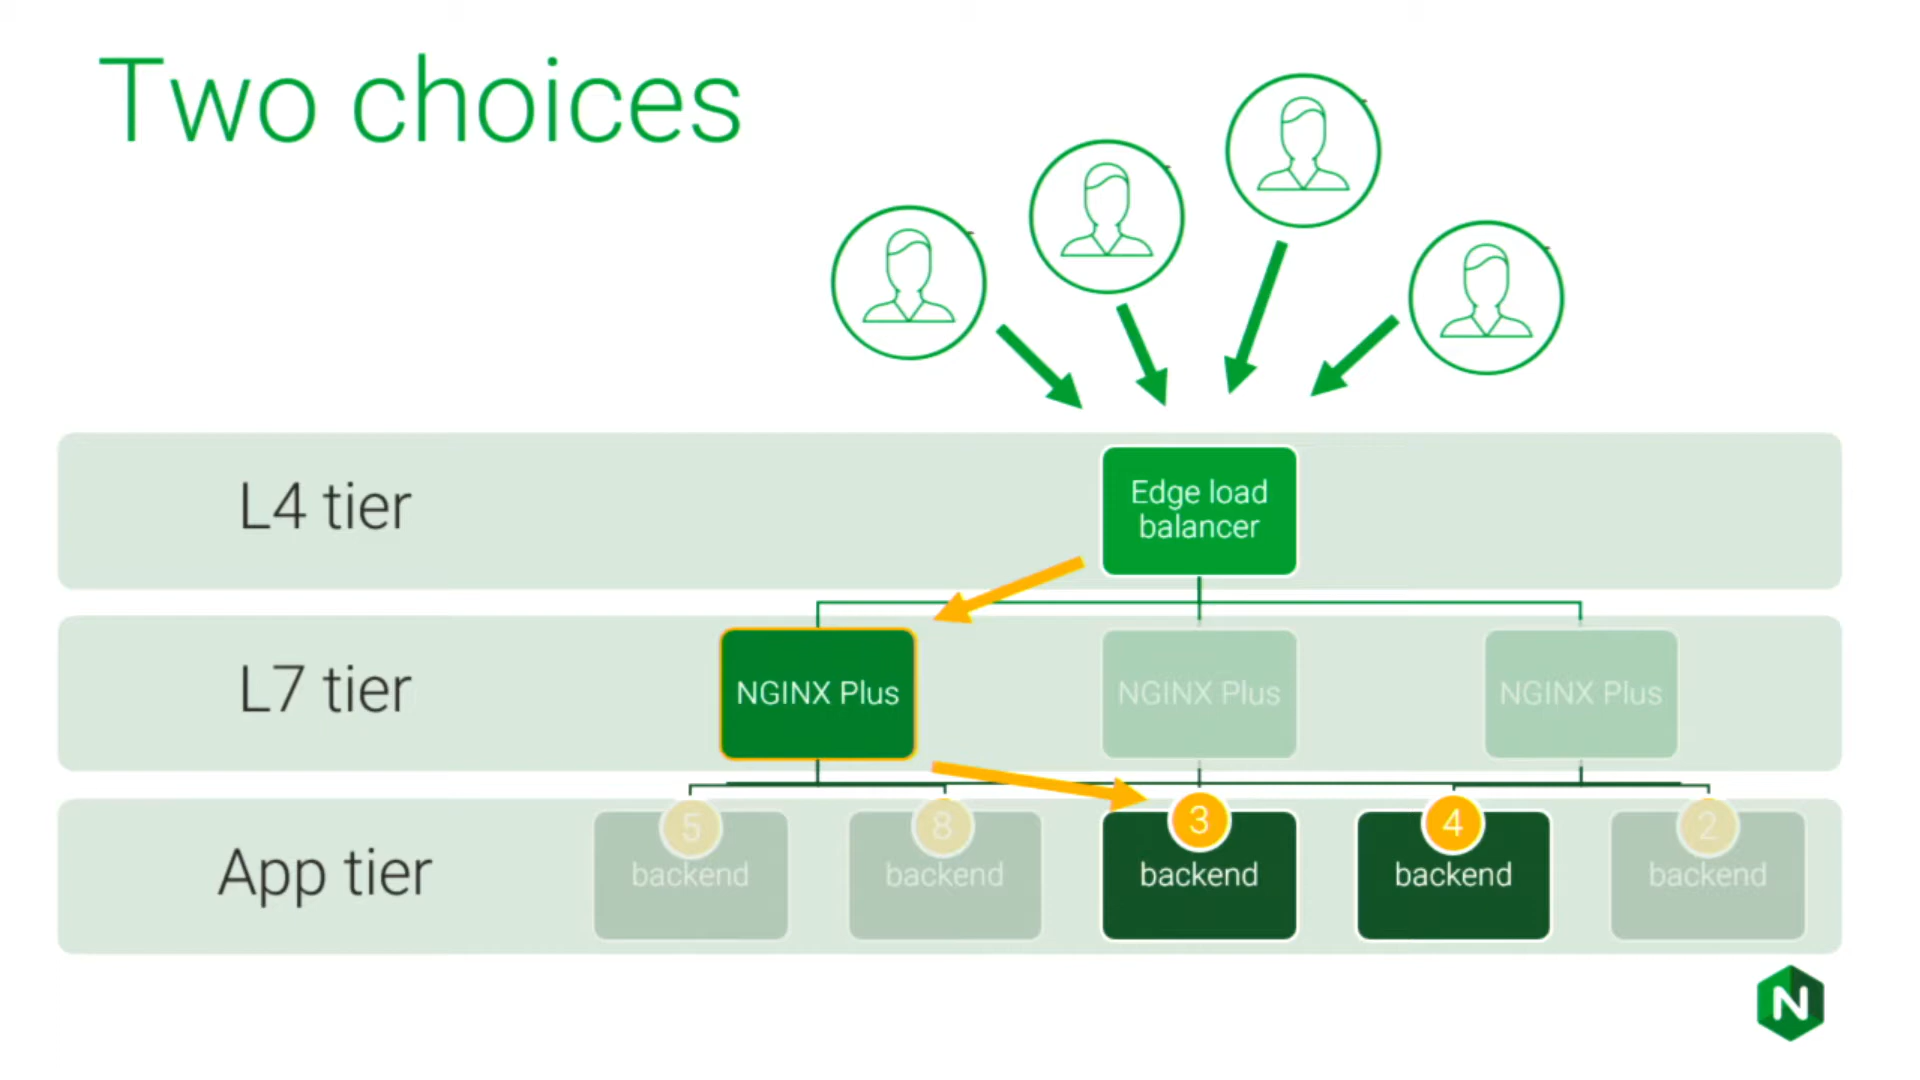 Two choices
L4 tier
Edge load
balancer
L7 tier
NGINX Plus
NGINX Plus
NGINX Plus
App tier
5
backend
8
backend
3
backend
4
backend
2
backend
N